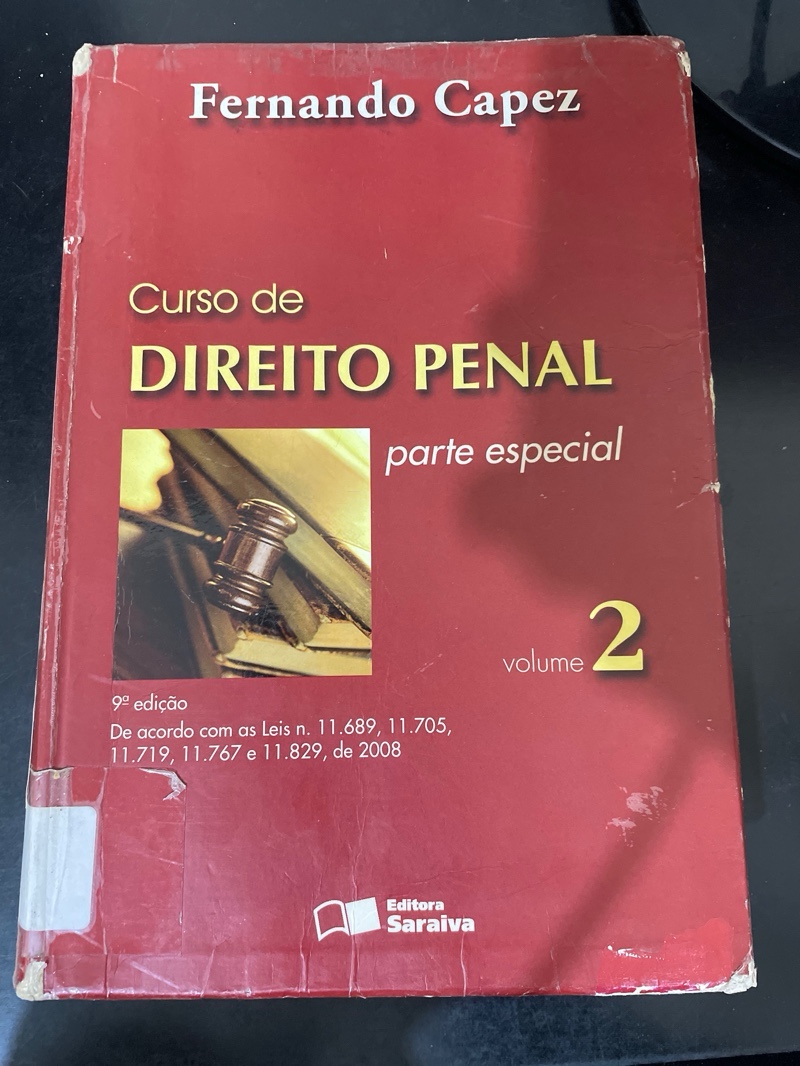 Fernando Capez
Curso de
DIREITO PENAL
parte especial
volume 2
9ª edição
De acordo com as Leis n. 11.689, 11.705,
11.719, 11.767 e 11.829, de 2008
Editora
Saraiva